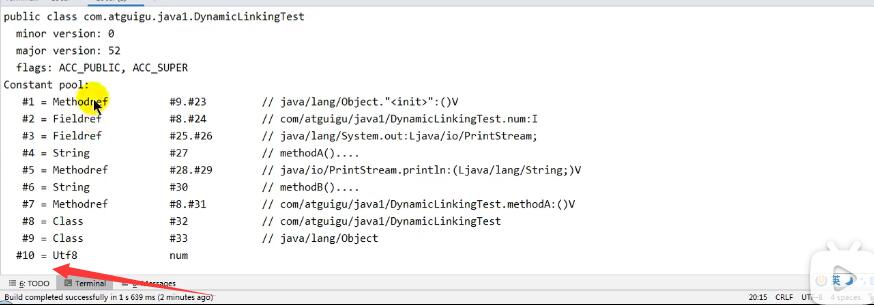 public class com.atguigu.java1.DynamicLinkingTest
minor version: 0
major version: 52
flags: ACC_PUBLIC, ACC_SUPER
Constant pool:
#1 = Methodref #9.#23 // java/lang/Object."<init>":()V
#2 = Fieldref #8.#24 // com/atguigu/java1/DynamicLinkingTest.num:I
#3 = Fieldref #25.#26 // java/lang/System.out:Ljava/io/PrintStream;
#4 = String #27 // methodA()....
#5 = Methodref #28.#29 // java/io/PrintStream.println:(Ljava/lang/String;)V
#6 = String #30 // methodB()....
#7 = Methodref #8.#31 // com/atguigu/java1/DynamicLinkingTest.methodA:()V
#8 = Class #32 // com/atguigu/java1/DynamicLinkingTest
#9 = Class #33 // java/lang/Object
#10 = Utf8 num
6: TODO Terminal Messages
Build completed successfully in 1 s 639 ms (2 minutes ago) 20:15 CRLF UTF-8 4 spaces
英